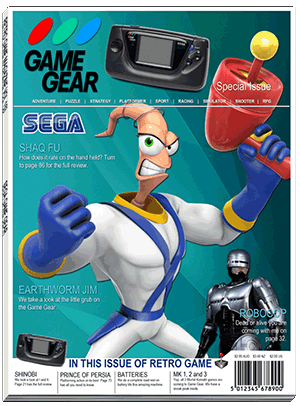 GAME
GEAR
Special Issue
ADVENTURE | PUZZLE | STRATEGY | PLATFORMER | SPORT | RACING | SIMULATOR | SHOOTER | RPG
SEGA
SHAQ FU
How does it rate on the hand held? Turn
to page 86 for the full review.
EARTHWORM JIM
We take a look at the little grub on
the Game Gear.
ROBOCOP
Dead or alive you are
coming with me on
page 32.
IN THIS ISSUE OF RETRO GAME
SHINOBI
PRINCE OF PERSIA
BATTERIES
MK 1, 2 and 3
5 012345 678900